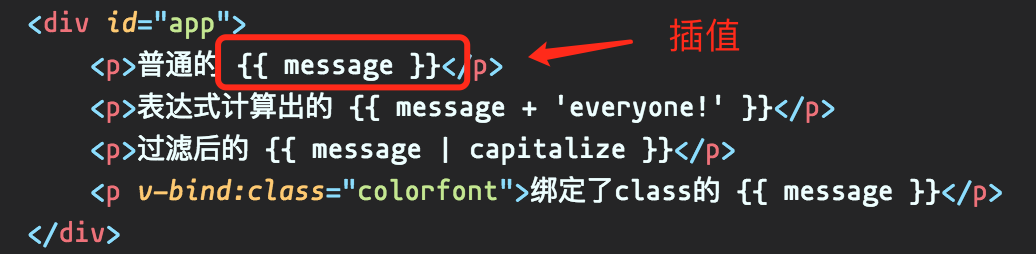 <div id="app">
<p>普通的 {{ message }}</p>
插值
<p>表达式计算出的 {{ message + 'everyone!' }}</p>
<p>过滤后的 {{ message | capitalize }}</p>
<p v-bind:class="colorfont">绑定了class的 {{ message }}</p>
</div>